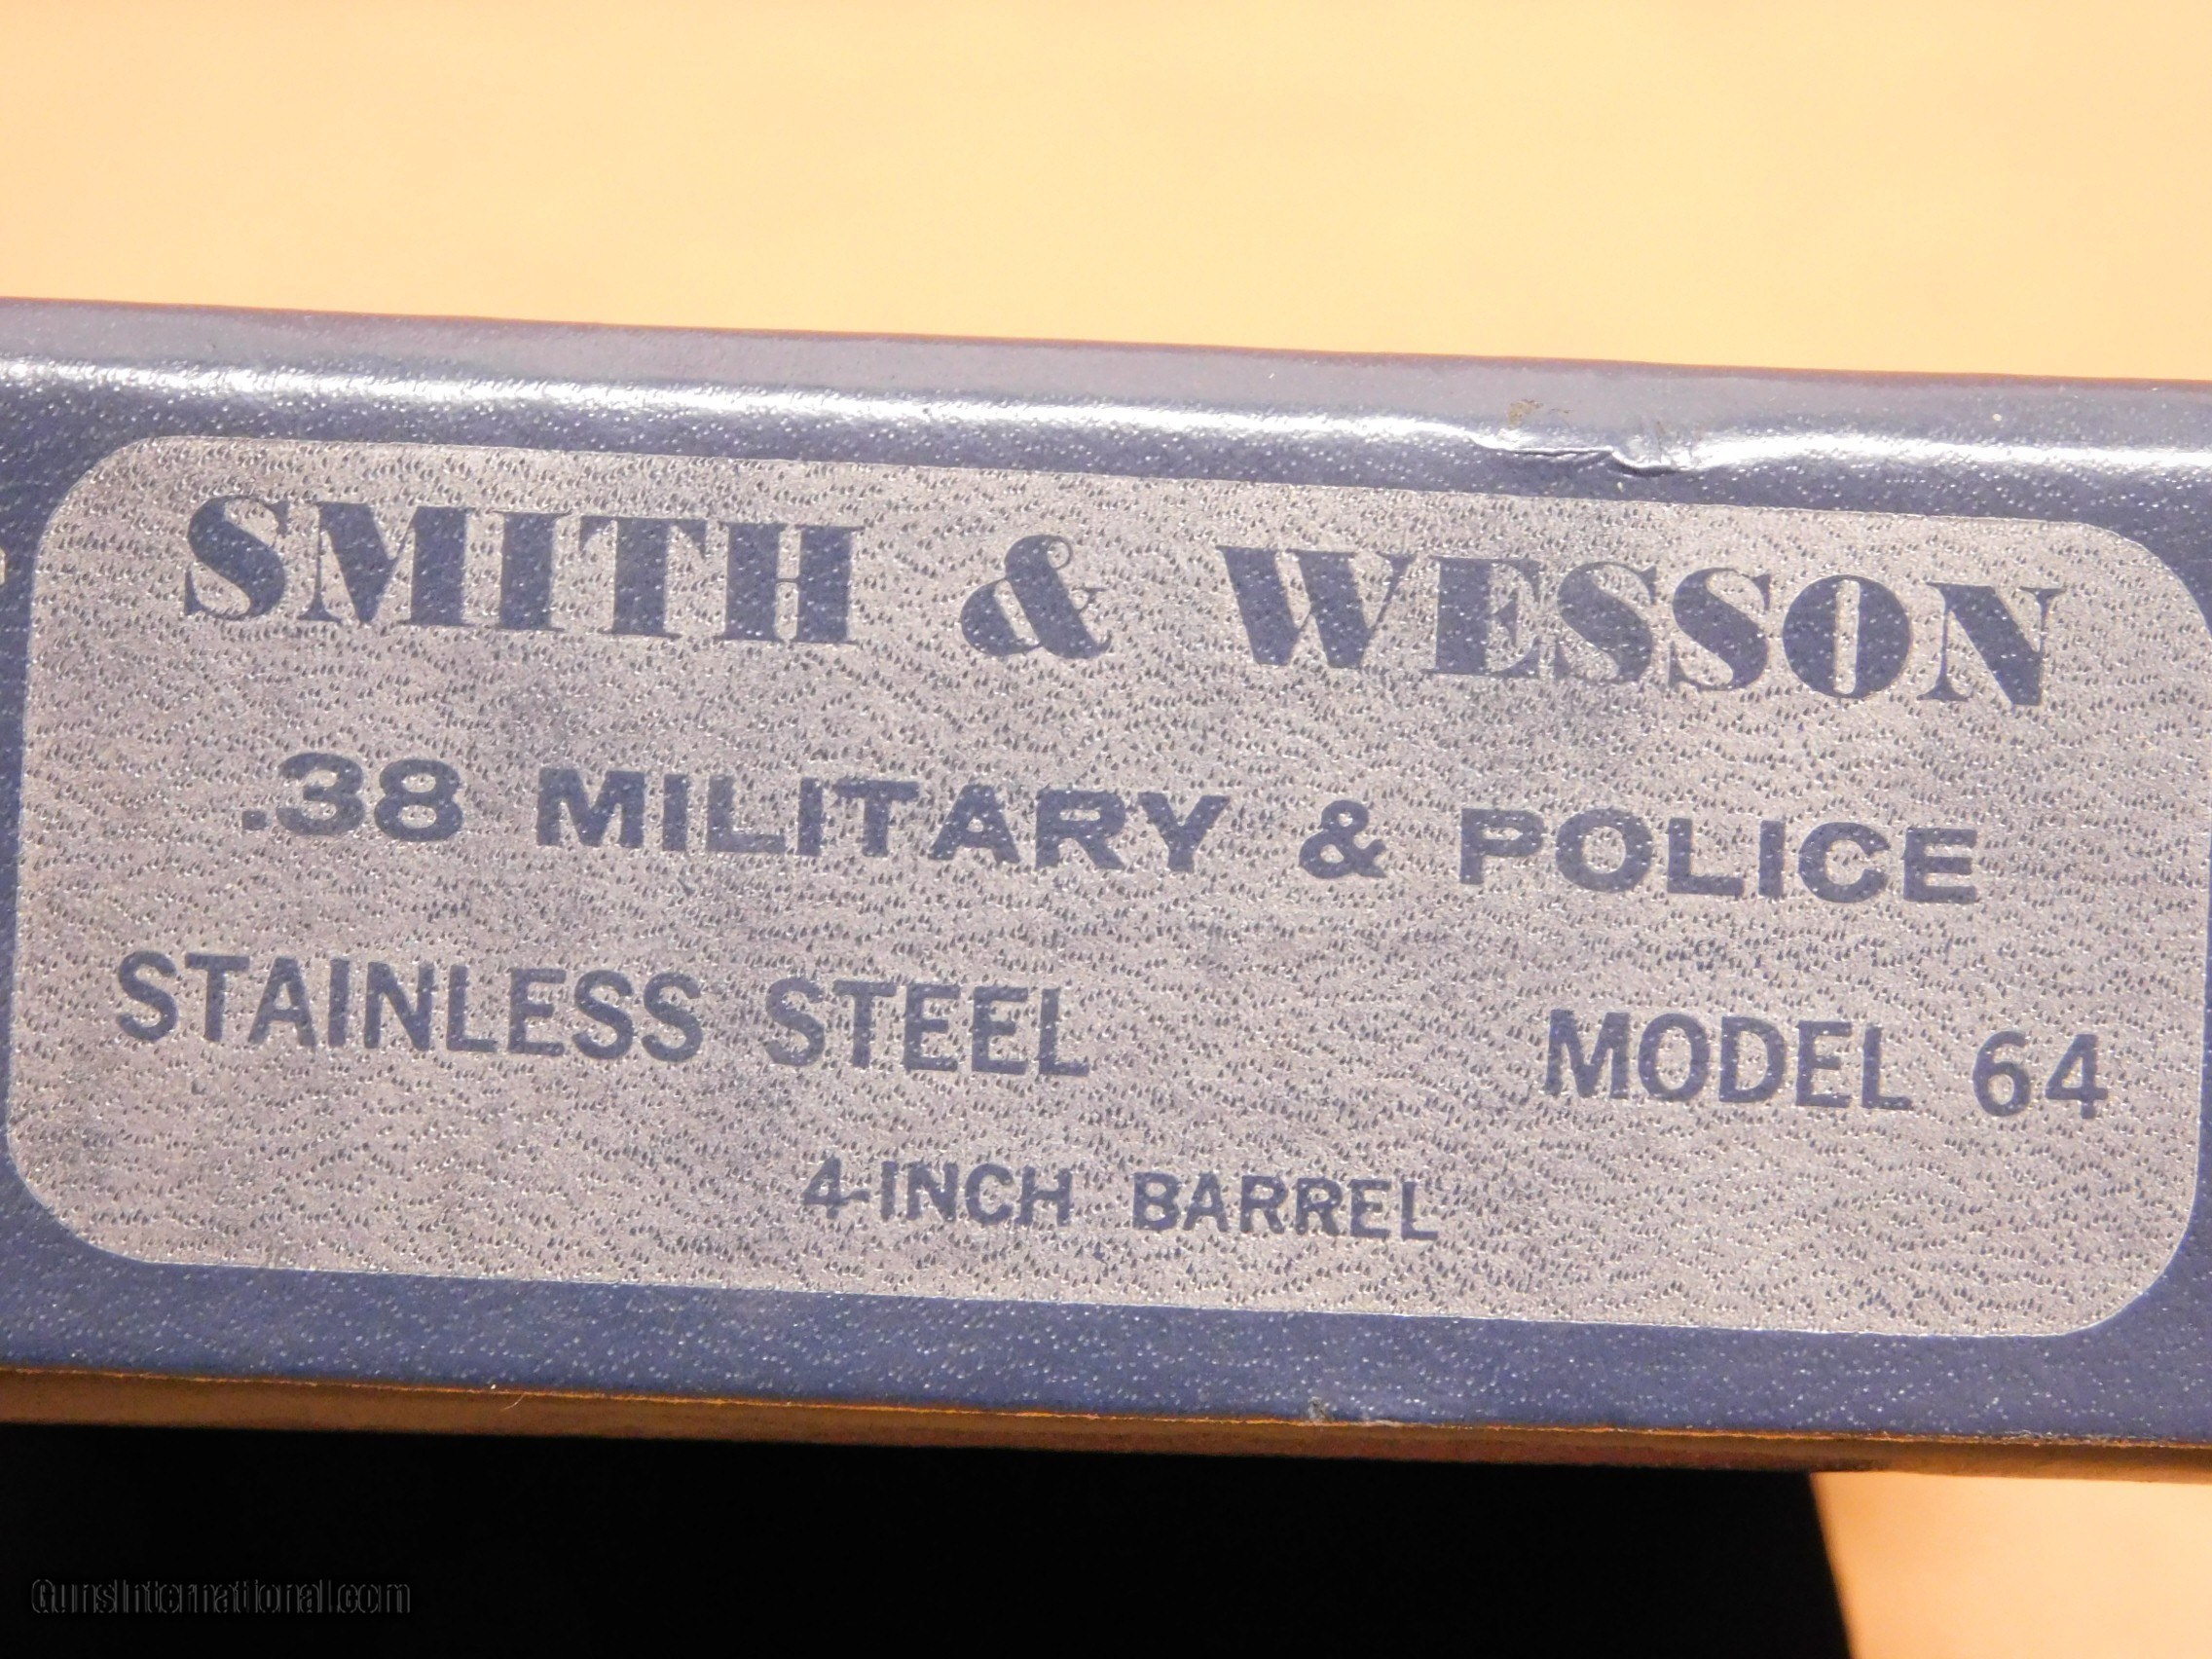 SMITH & WESSON
.38 MILITARY & POLICE
STAINLESS STEEL MODEL 64
4-INCH BARREL
GunsInternational.com